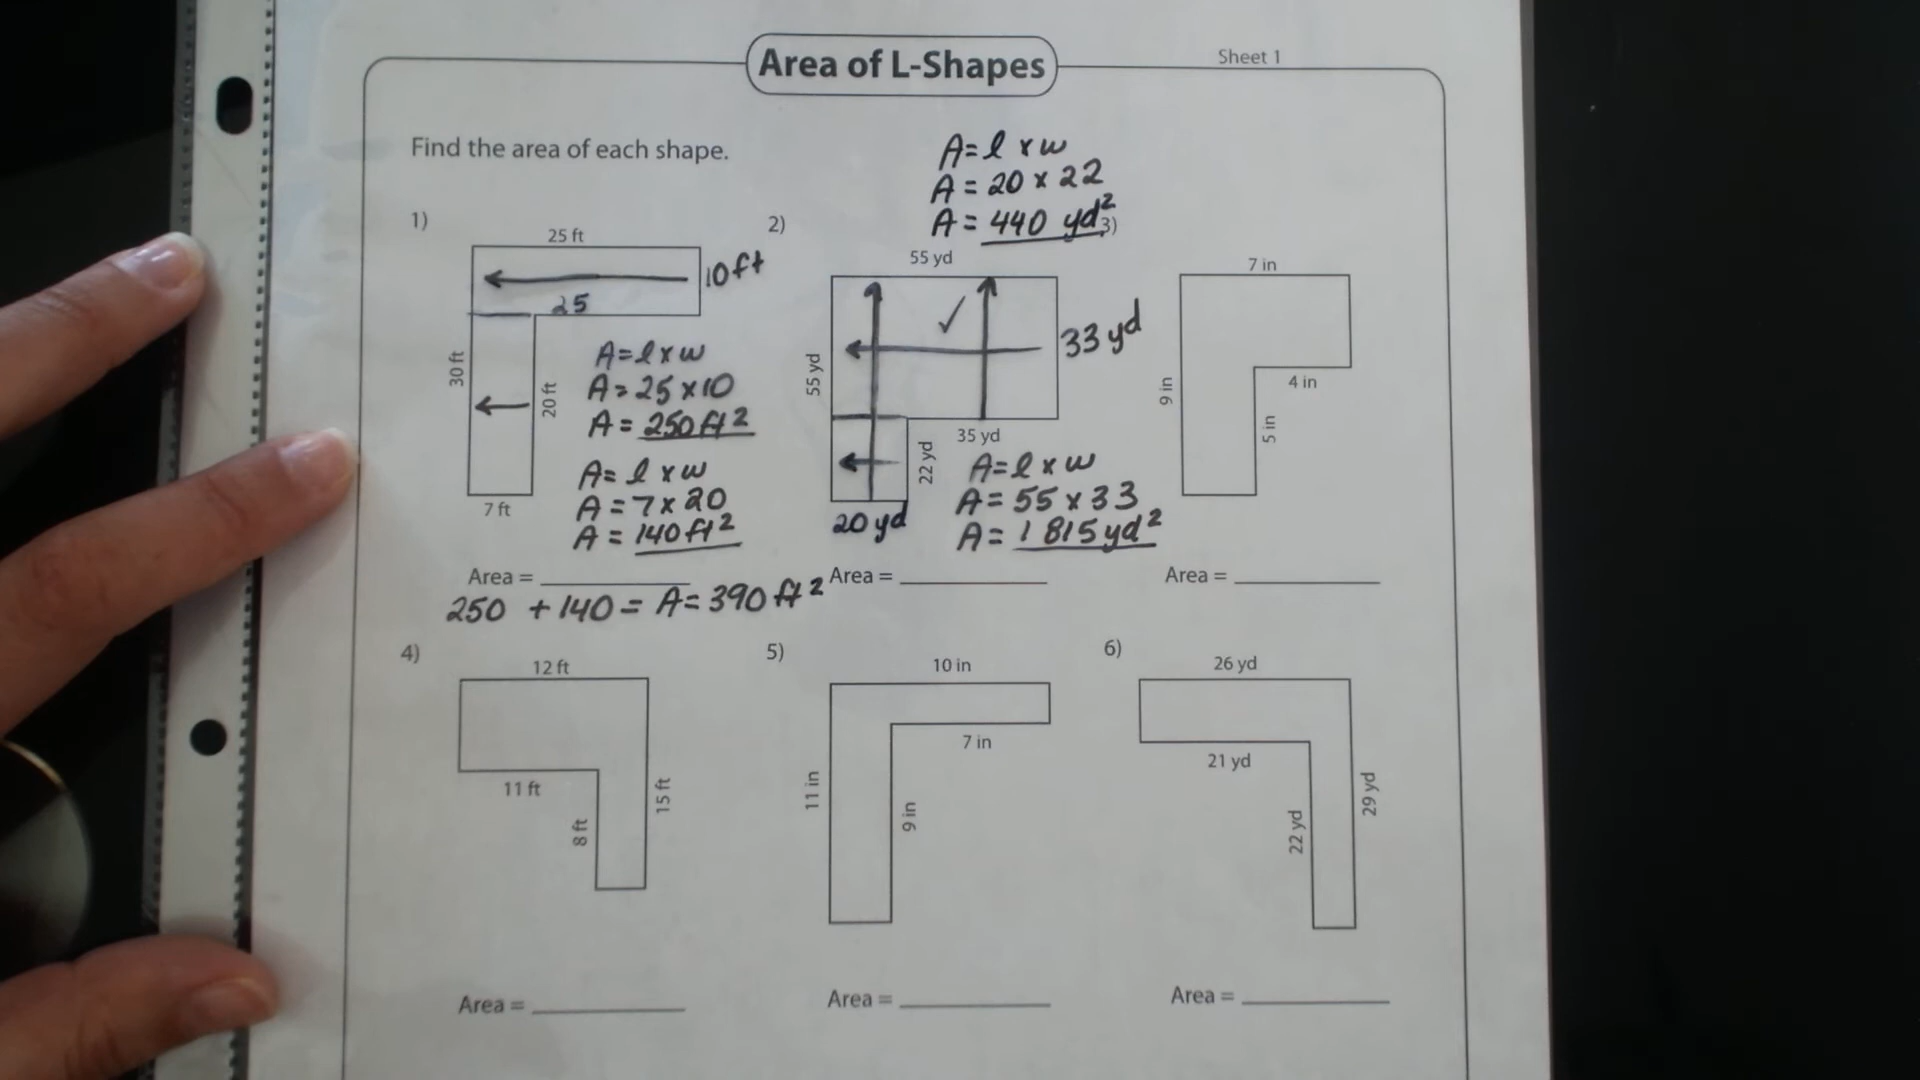 Area of L-Shapes
Sheet 1
Find the area of each shape.
1)
25 ft
10ft
25
30 ft
20 ft
7 ft
A=l x w
A=25 x 10
A= 250 ft²
A= l x w
A = 7 x 20
A = 140 ft²
Area =
250 + 140 = A= 390 ft²
2)
A=l x w
A = 20 x 22
A = 440 yd²
55 yd
55 yd
33 yd
35 yd
22 yd
20 yd
A=l x w
A= 55 x 33
A= 1 815 yd²
Area =
3)
7 in
9 in
4 in
5 in
Area =
4)
12 ft
11 ft
8 ft
15 ft
Area =
5)
10 in
7 in
11 in
9 in
Area =
6)
26 yd
21 yd
22 yd
29 yd
Area =